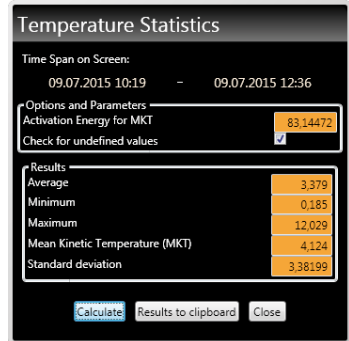 Temperature Statistics
Time Span on Screen:
09.07.2015 10:19 - 09.07.2015 12:36
Options and Parameters
Activation Energy for MKT 83,14472
Check for undefined values
Results
Average 3,379
Minimum 0,185
Maximum 12,029
Mean Kinetic Temperature (MKT) 4,124
Standard deviation 3,38199
Calculate Results to clipboard Close